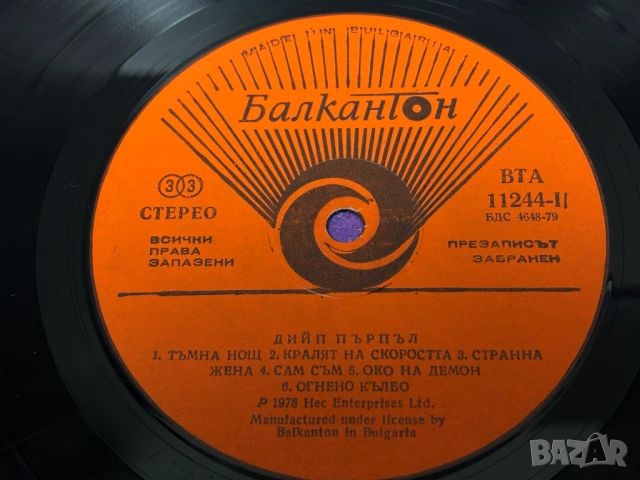 MADE IN BULGARIA
БалканТон
33
СТЕРЕО
ВТА
11244-II
БДС 4648-79
ВСИЧКИ
ПРАВА
ЗАПАЗЕНИ
ПРЕЗАПИСЪТ
ЗАБРАНЕН
ДИЙП ПЪРПЪЛ
1. ТЪМНА НОЩ 2. КРАЛЯТ НА СКОРОСТТА 3. СТРАННА
ЖЕНА 4. САМ СЪМ 5. ОКО НА ДЕМОН
6. ОГНЕНО КЪЛБО
P 1978 Hec Enterprises Ltd.
Manufactured under license by
Balkanton in Bulgaria
BAZAR